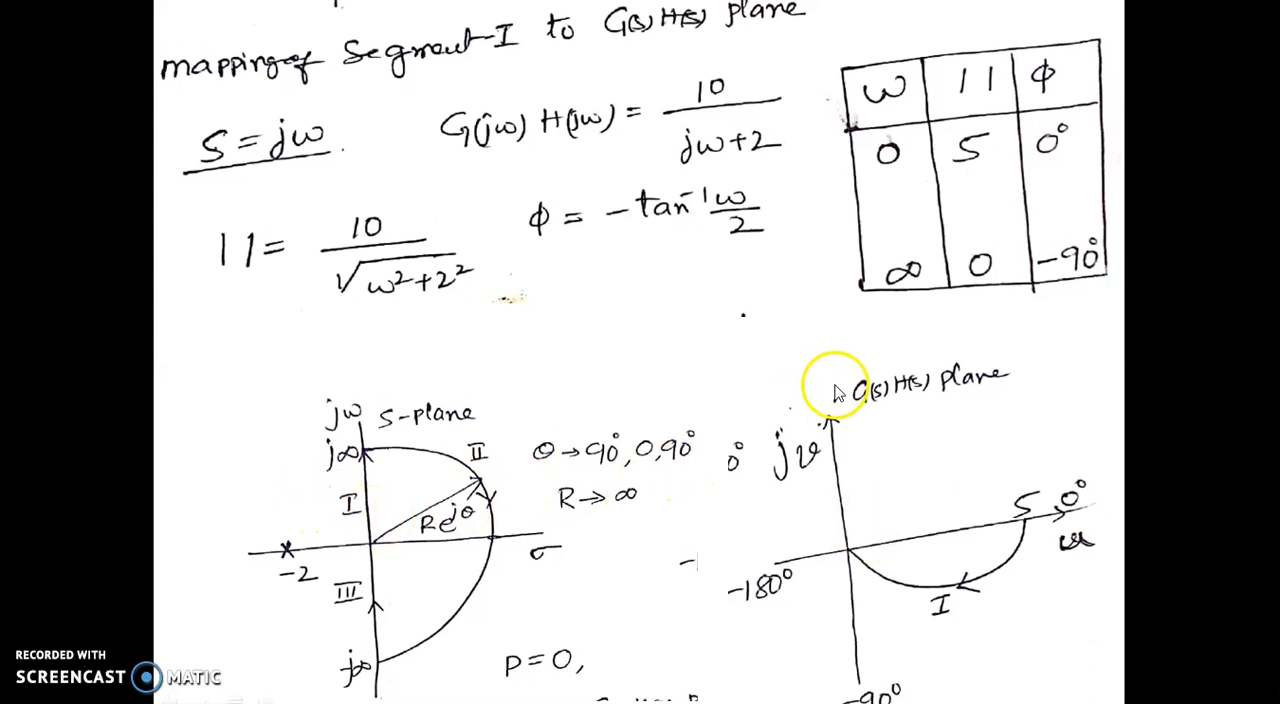 mapping of Segment-I to G(s)H(s) plane
S = jω
G(jω) H(jω) = 10 / jω+2
| | = 10 / √ω²+2²
φ = -tan⁻¹ ω/2
ω | | φ
0 5 0°
∞ 0 -90°
jω S-plane
j∞
II
I
Re^jθ
-2
σ
III
-j∞
θ→90°, 0, 90°
R→∞
P=0,
G(s)H(s) plane
0°
jv
5 0°
u
-180°
I
-90°
RECORDED WITH
SCREENCAST MATIC